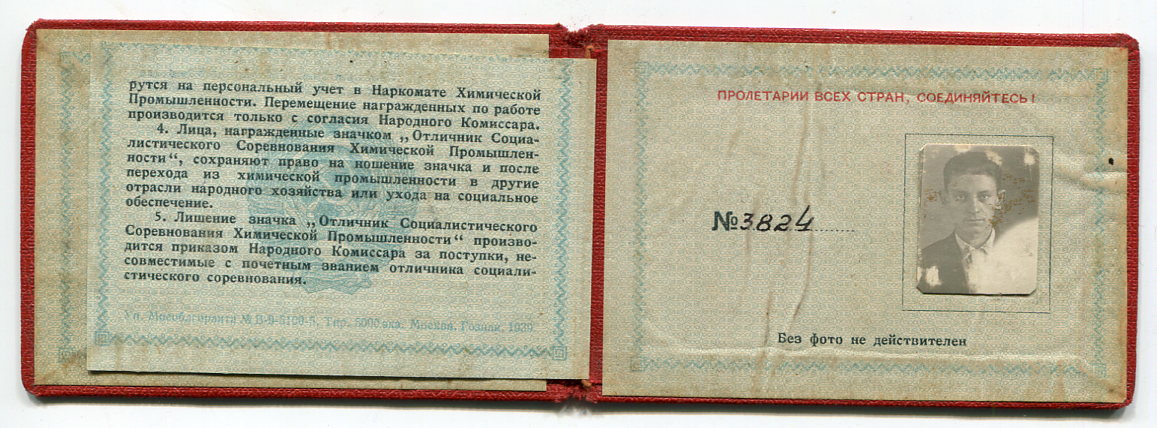 рутся на персональный учет в Наркомате Химической
Промышленности. Перемещение награжденных по работе
производится только с согласия Народного Комиссара.
4. Лица, награжденные значком „Отличник Социа-
листического Соревнования Химической Промышлен-
ности“, сохраняют право на ношение значка и после
перехода из химической промышленности в другие
отрасли народного хозяйства или ухода на социальное
обеспечение.
5. Лишение значка „Отличник Социалистического
Соревнования Химической Промышленности“ произво-
дится приказом Народного Комиссара за поступки, не-
совместимые с почетным званием отличника социали-
стического соревнования.
Уп. Мособлгорлита № В-9-5100-5. Тир. 5000 экз. Москва. Гознак. 1939.
ПРОЛЕТАРИИ ВСЕХ СТРАН, СОЕДИНЯЙТЕСЬ!
№ 3824
Без фото не действителен